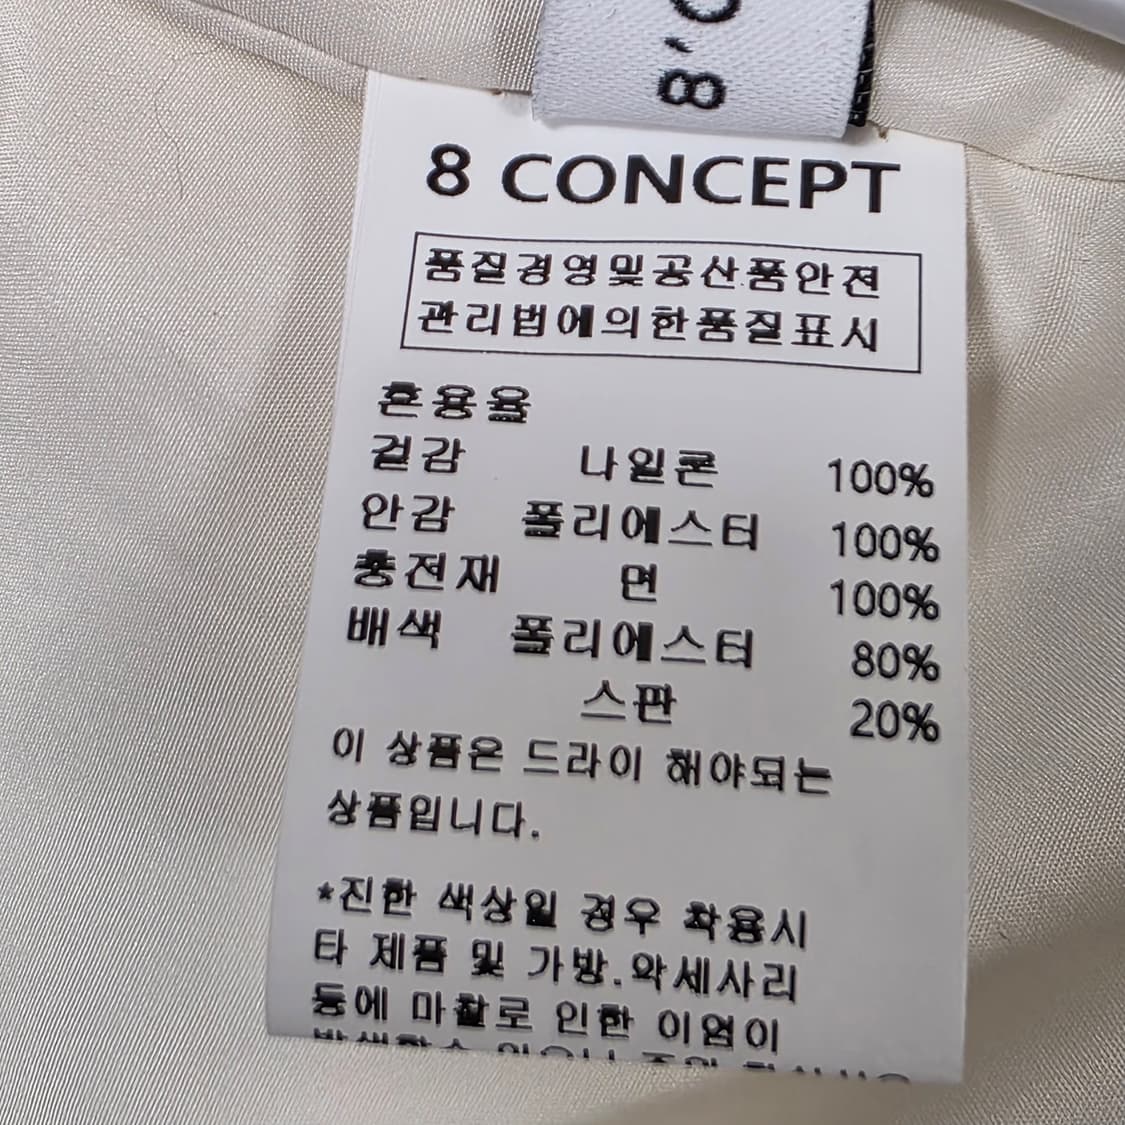 8 CONCEPT
품질경영및공산품안전
관리법에의한품질표시
혼용율
겉감 나일론 100%
안감 폴리에스터 100%
충전재 면 100%
배색 폴리에스터 80%
스판 20%
이 상품은 드라이 해야되는
상품입니다.
*진한 색상일 경우 착용시
타 제품 및 가방.악세사리
등에 마찰로 인한 이염이